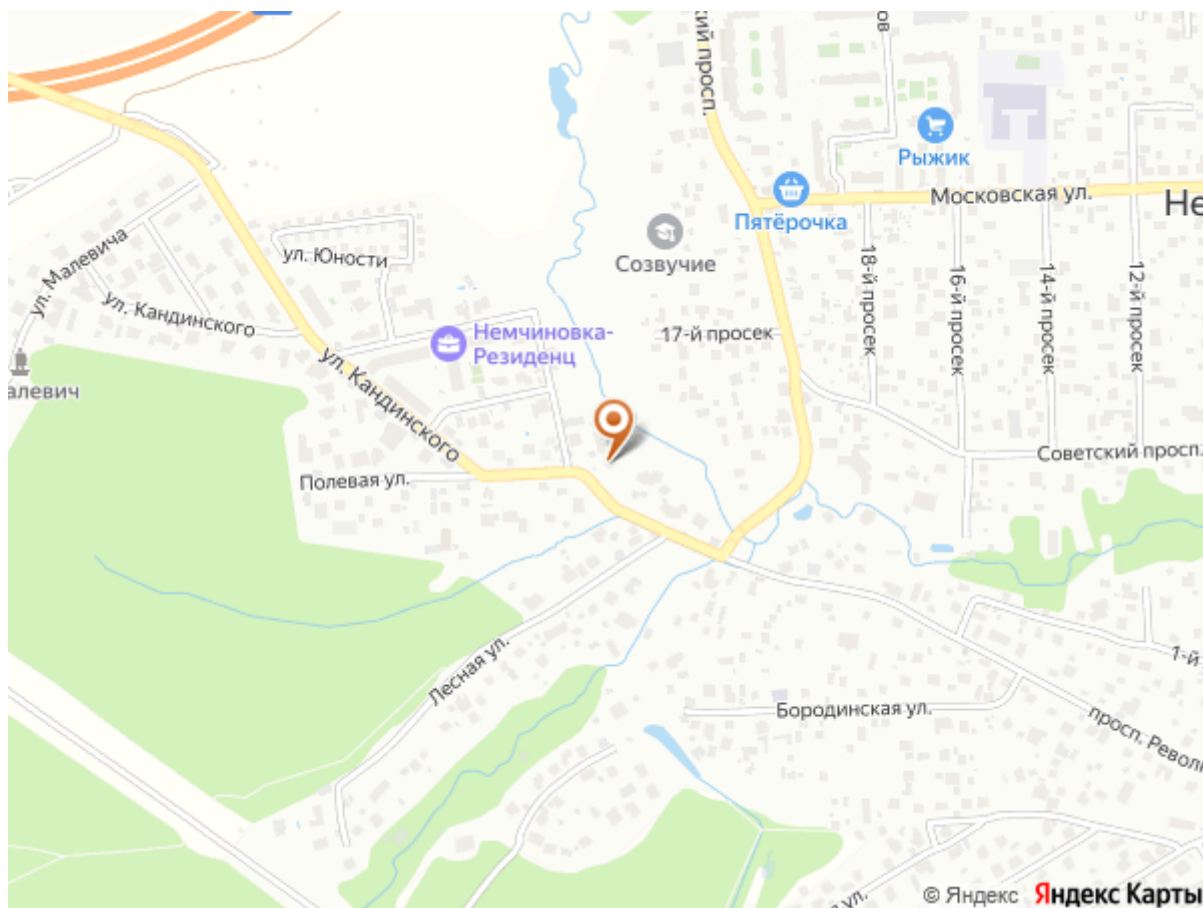 кий просп.
ов
Рыжик
Московская ул.
Не
Пятёрочка
ул. Малевича
ул. Юности
Созвучие
18-й просек
16-й просек
14-й просек
12-й просек
ул. Кандинского
Немчиновка-
Резиденц
17-й просек
алевич
ул. Кандинского
Полевая ул.
Советский просп.
Лесная ул.
1-й
Бородинская ул.
просп. Револ
ул.
© Яндекс Яндекс Карты